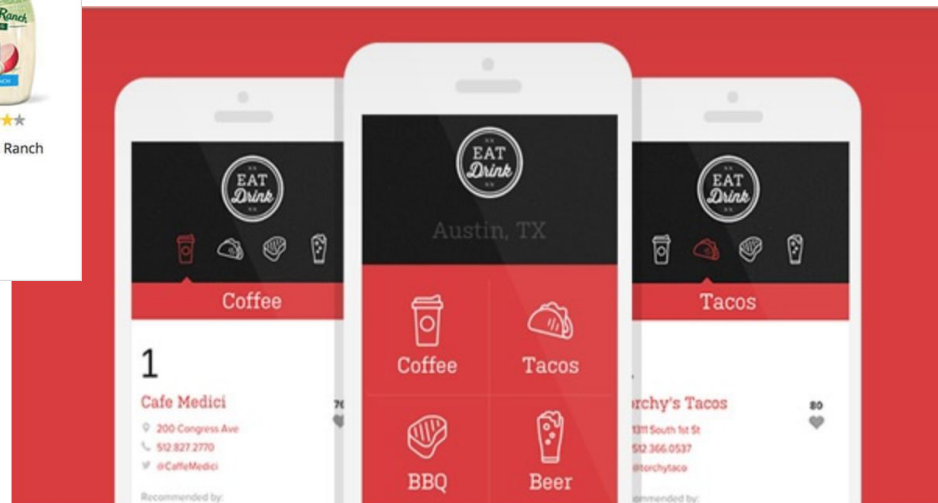 Ranch
Ranch
EAT
Drink
Coffee
1
Cafe Medici
200 Congress Ave
512.827.2770
@CaffeMedici
Recommended by:
EAT
Drink
Austin, TX
Coffee
Tacos
BBQ
Beer
EAT
Drink
Tacos
rchy's Tacos
80
1311 South 1st St
512.366.0537
@torchytaco
mmended by: